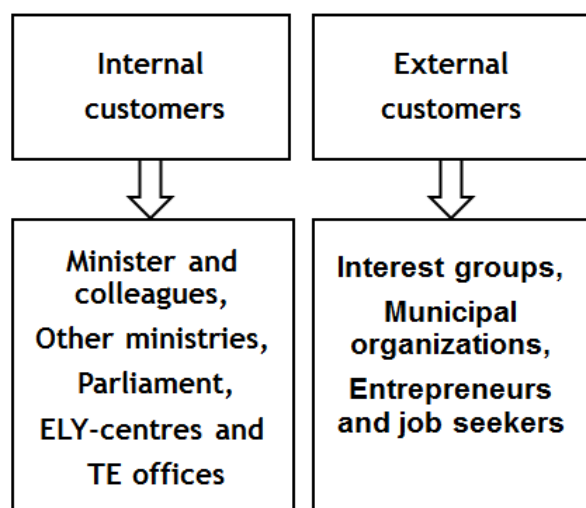 Internal
customers
External
customers
Minister and
colleagues,
Other ministries,
Parliament,
ELY-centres and
TE offices
Interest groups,
Municipal
organizations,
Entrepreneurs
and job seekers